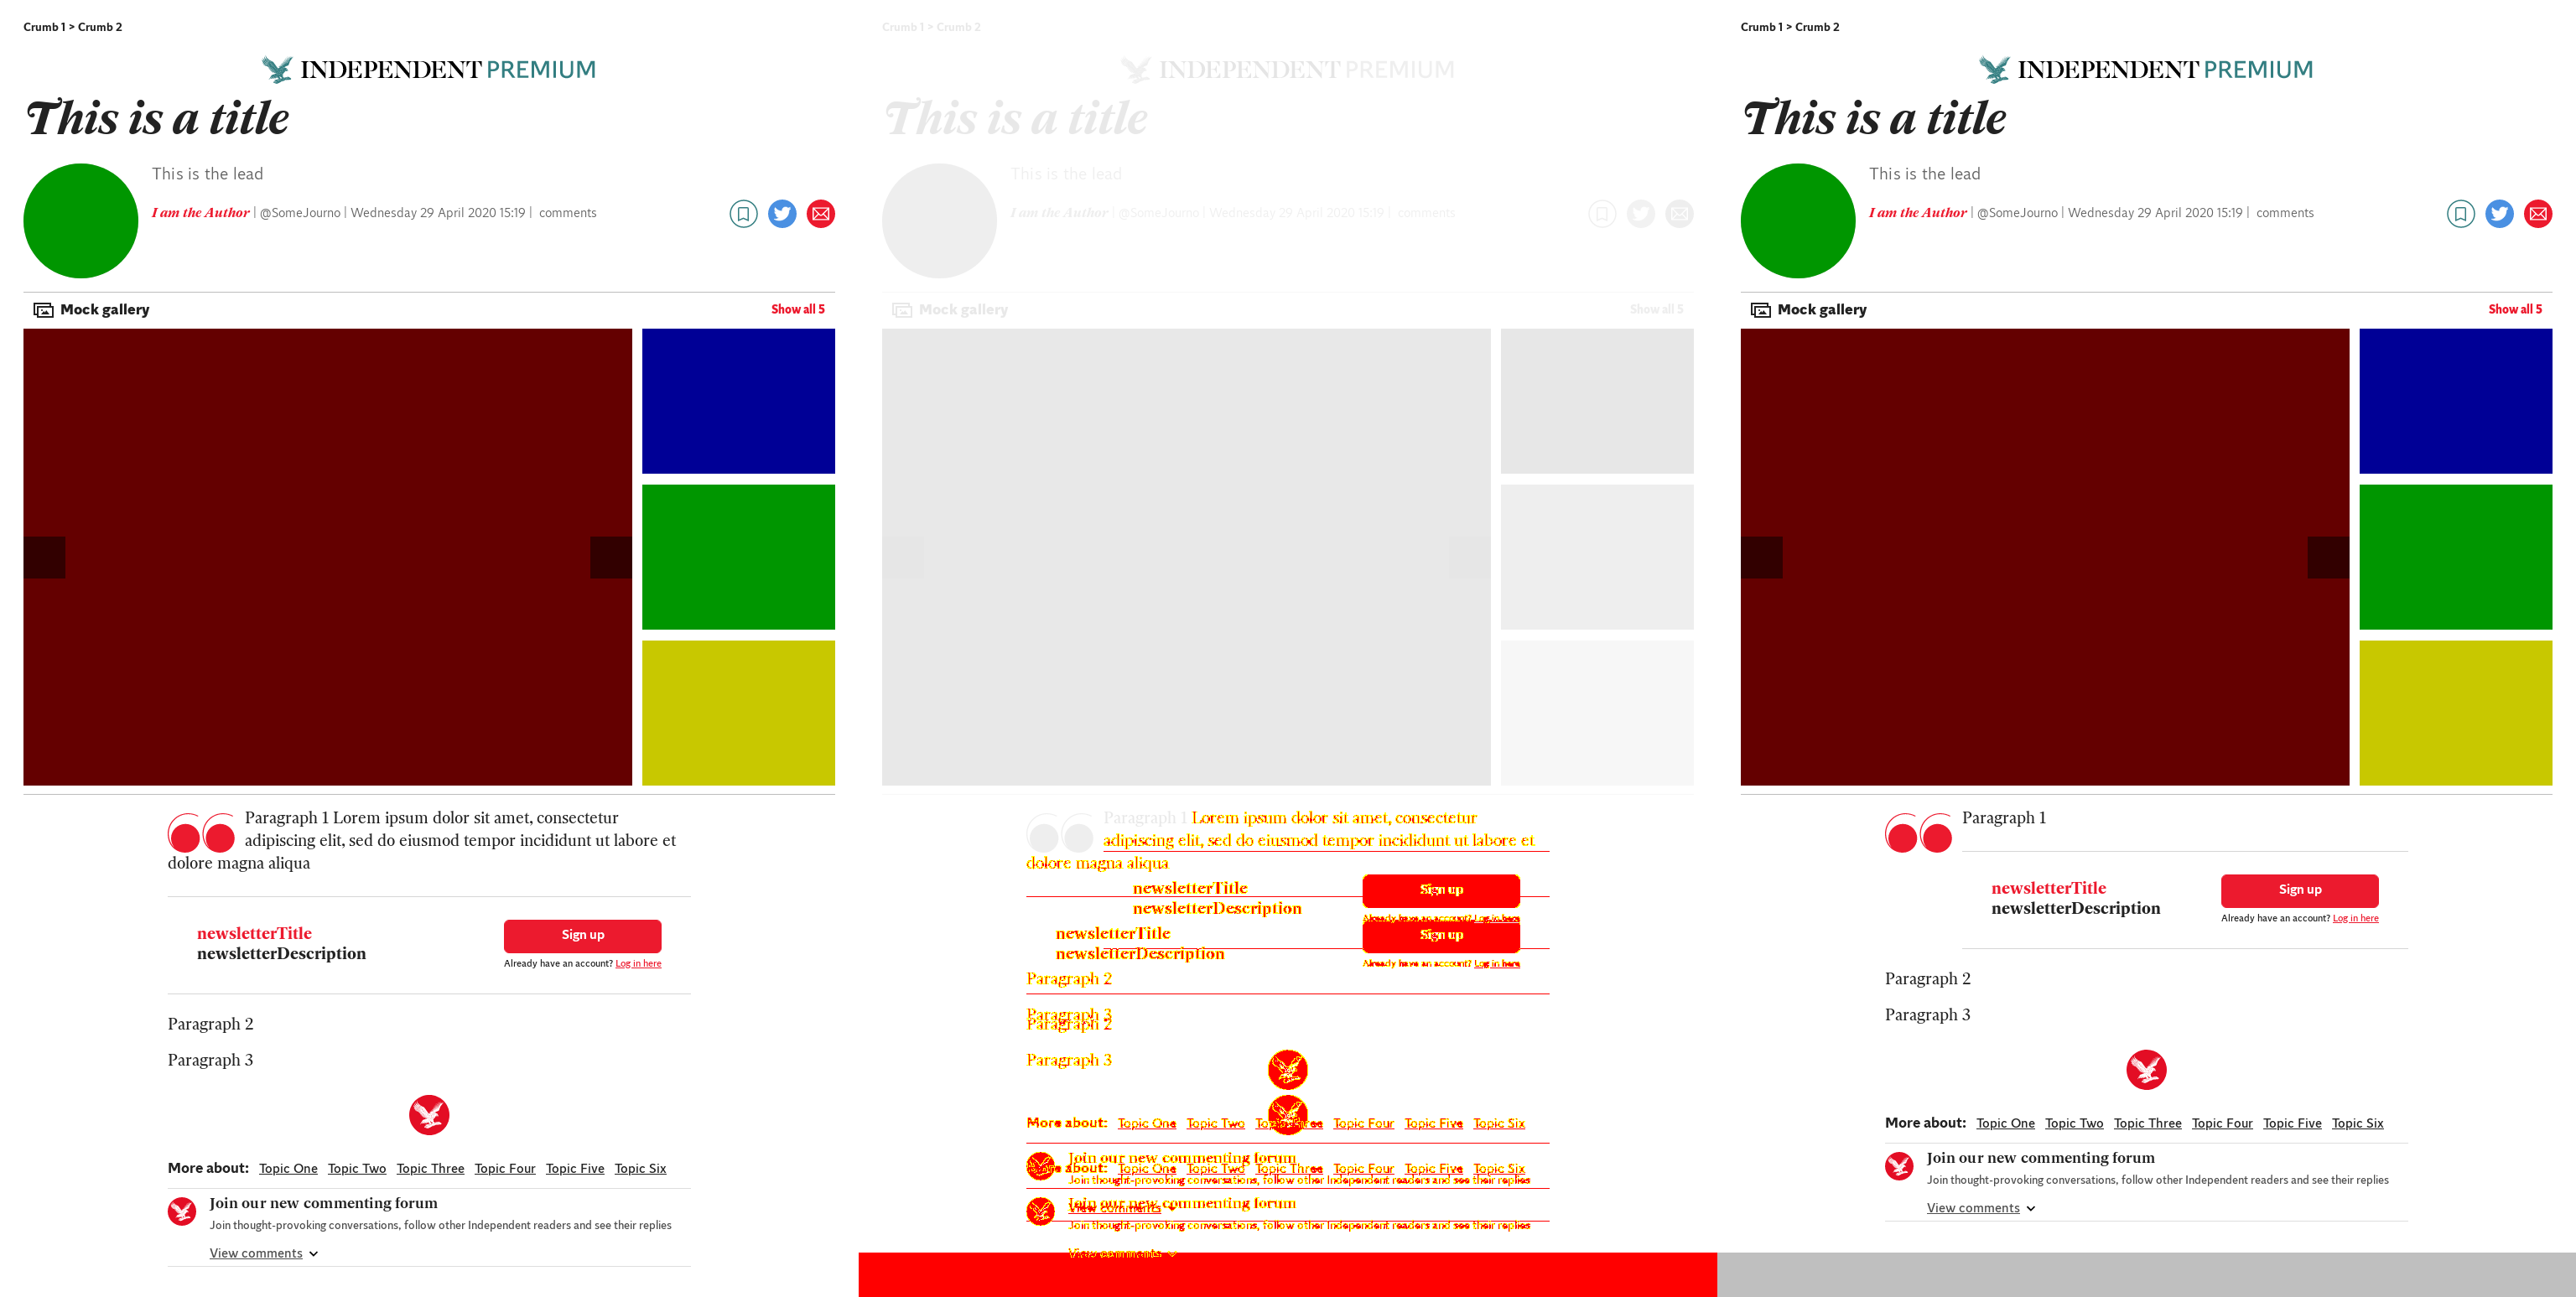 Crumb 1 > Crumb 2
INDEPENDENT PREMIUM
This is a title
This is the lead
I am the Author | @SomeJourno | Wednesday 29 April 2020 15:19 | comments
Mock gallery
Show all 5
Paragraph 1 Lorem ipsum dolor sit amet, consectetur
adipiscing elit, sed do eiusmod tempor incididunt ut labore et
dolore magna aliqua
newsletterTitle
newsletterDescription
Sign up
Already have an account? Log in here
Paragraph 2
Paragraph 3
More about: Topic One Topic Two Topic Three Topic Four Topic Five Topic Six
Join our new commenting forum
Join thought-provoking conversations, follow other Independent readers and see their replies
View comments
Crumb 1 > Crumb 2
INDEPENDENT PREMIUM
This is a title
This is the lead
I am the Author | @SomeJourno | Wednesday 29 April 2020 15:19 | comments
Mock gallery
Show all 5
Paragraph 1 Lorem ipsum dolor sit amet, consectetur
adipiscing elit, sed do eiusmod tempor incididunt ut labore et
dolore magna aliqua
newsletterTitle
newsletterDescription
Sign up
Already have an account? Log in here
newsletterTitle
newsletterDescription
Sign up
Already have an account? Log in here
Paragraph 2
Paragraph 3
Paragraph 2
Paragraph 3
More about: Topic One Topic Two Topic Three Topic Four Topic Five Topic Six
Join our new commenting forum
More about: Topic One Topic Two Topic Three Topic Four Topic Five Topic Six
Join thought-provoking conversations, follow other Independent readers and see their replies
Join our new commenting forum
View comments
Join thought-provoking conversations, follow other Independent readers and see their replies
View comments
Crumb 1 > Crumb 2
INDEPENDENT PREMIUM
This is a title
This is the lead
I am the Author | @SomeJourno | Wednesday 29 April 2020 15:19 | comments
Mock gallery
Show all 5
Paragraph 1
newsletterTitle
newsletterDescription
Sign up
Already have an account? Log in here
Paragraph 2
Paragraph 3
More about: Topic One Topic Two Topic Three Topic Four Topic Five Topic Six
Join our new commenting forum
Join thought-provoking conversations, follow other Independent readers and see their replies
View comments